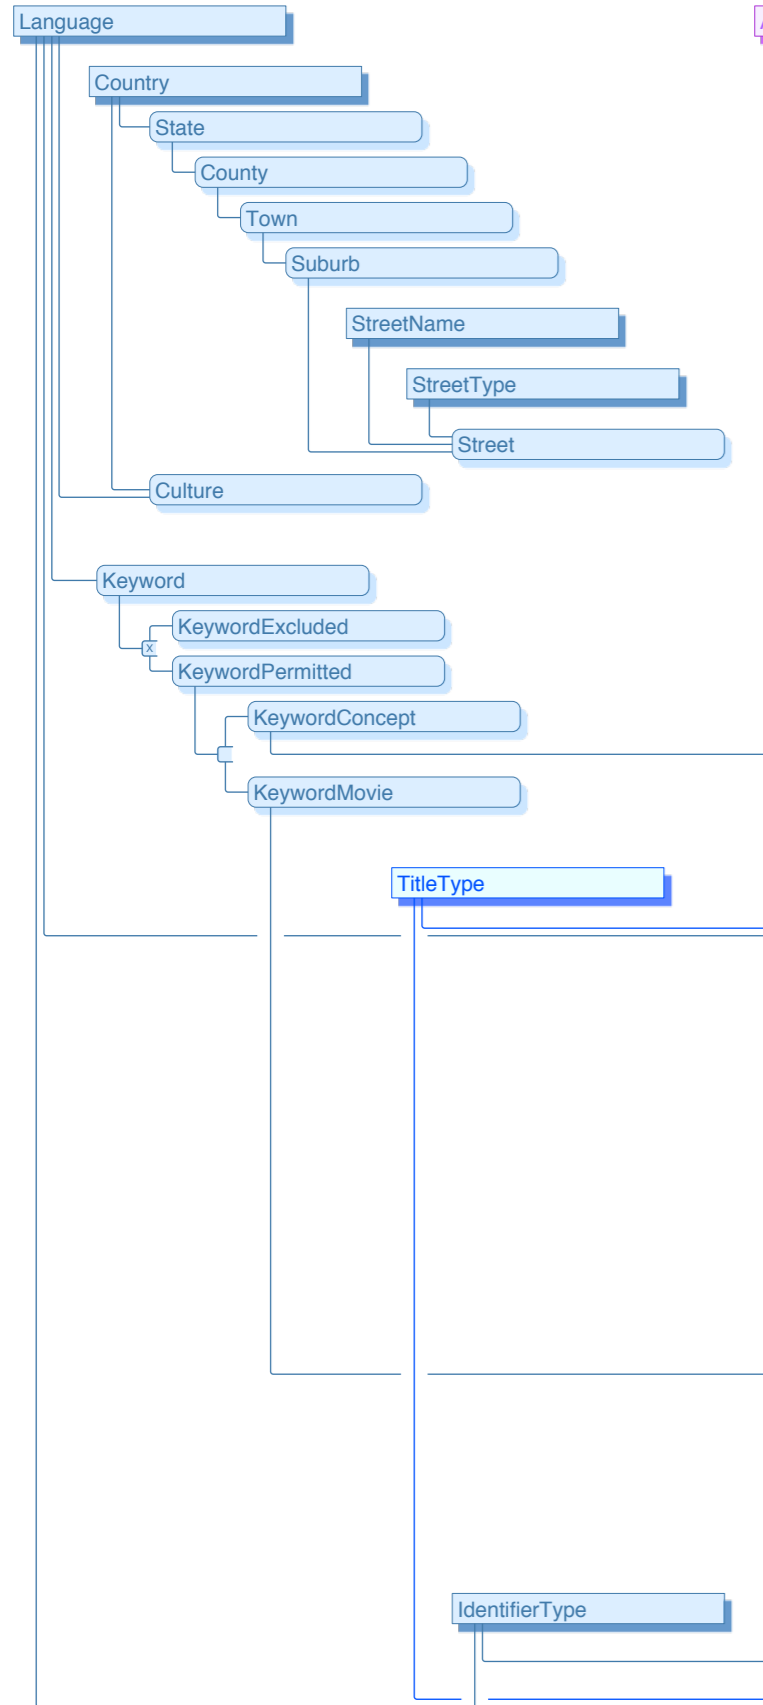 Language
Country
State
County
Town
Suburb
StreetName
StreetType
Street
Culture
Keyword
KeywordExcluded
x
KeywordPermitted
KeywordConcept
KeywordMovie
TitleType
IdentifierType